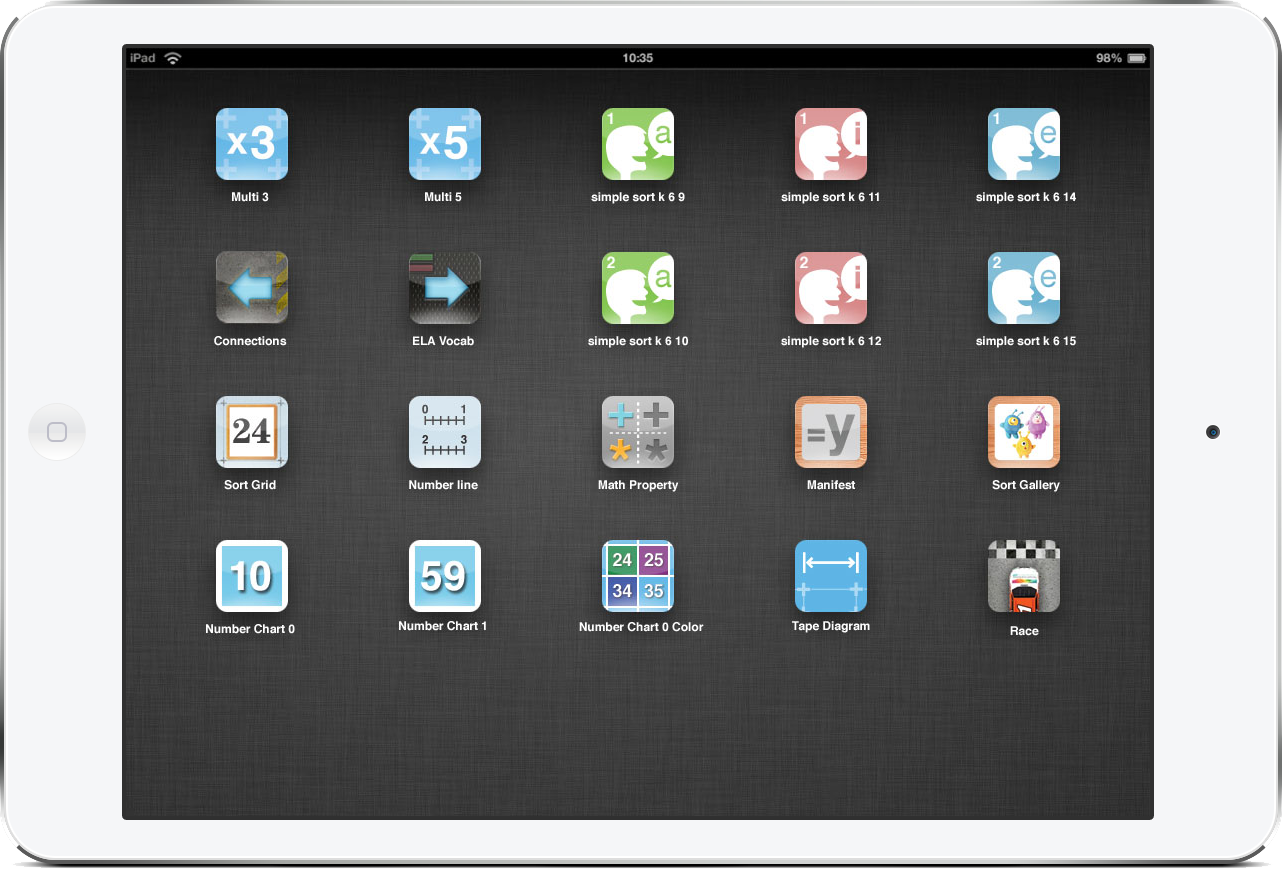 iPad 10:35 98%
x3 x5 1 a 1 i 1 e
Multi 3 Multi 5 simple sort k 6 9 simple sort k 6 11 simple sort k 6 14
2 a 2 i 2 e
Connections ELA Vocab simple sort k 6 10 simple sort k 6 12 simple sort k 6 15
24 0 1 2 3 + + * * =y
Sort Grid Number line Math Property Manifest Sort Gallery
10 59 24 25 34 35 1
Number Chart 0 Number Chart 1 Number Chart 0 Color Tape Diagram Race